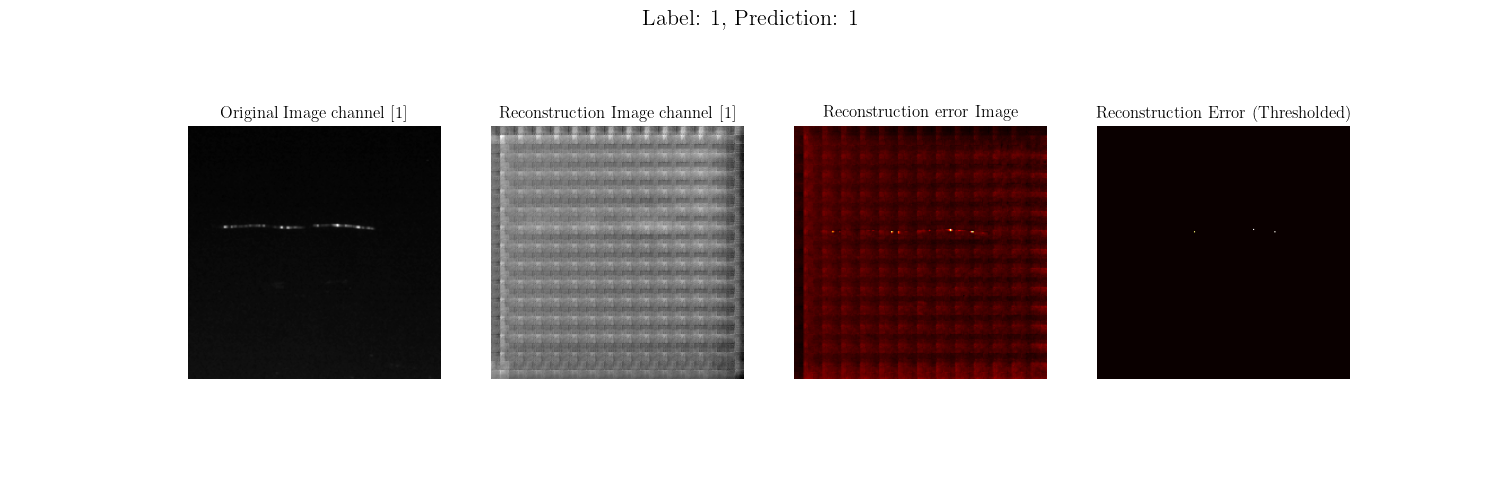 Label: 1, Prediction: 1
Original Image channel [1]
Reconstruction Image channel [1]
Reconstruction error Image
Reconstruction Error (Thresholded)